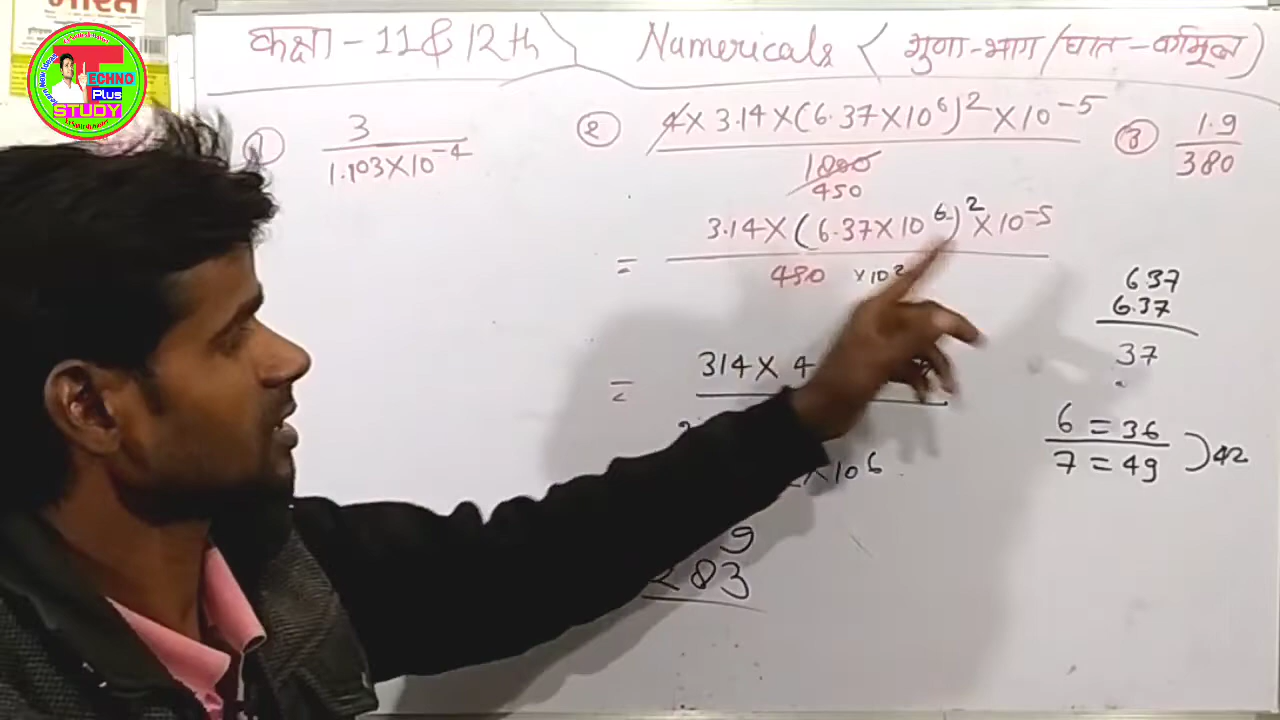 भारत
TECHNO
Plus
STUDY
कक्षा - 11 & 12th
Numericals < (गुणा-भाग/घात-वर्गमूल)
① 3
1.103×10⁻⁴
② 4 × 3.14 × (6.37×10⁶)² × 10⁻⁵
1800
450
③ 1.9
380
= 3.14 × (6.37×10⁶)² × 10⁻⁵
450 ×10²
637
6.37
37
= 314 × 4
6 = 36
7 = 49 ) 42
×10⁶
9
283